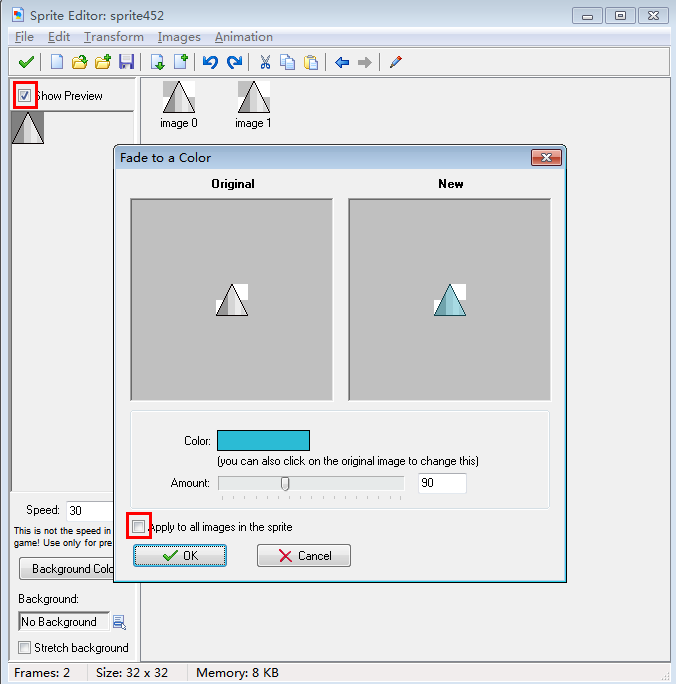 Sprite Editor: sprite452
File Edit Transform Images Animation
Show Preview
image 0 image 1
Fade to a Color
Original New
Color:
(you can also click on the original image to change this)
Amount: 90
Apply to all images in the sprite
OK Cancel
Speed: 30
This is not the speed in
game! Use only for pre
Background Colo
Background:
No Background
Stretch background
Frames: 2 Size: 32 x 32 Memory: 8 KB